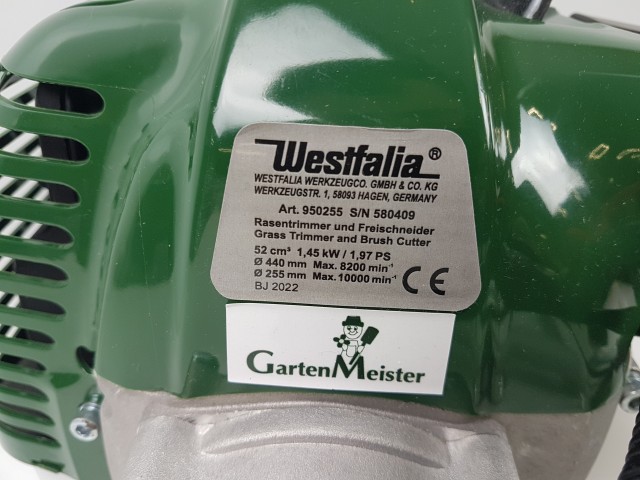 Westfalia®
WESTFALIA WERKZEUGCO. GMBH & CO. KG
WERKZEUGSTR. 1, 58093 HAGEN, GERMANY
Art. 950255 S/N 580409
Rasentrimmer und Freischneider
Grass Trimmer and Brush Cutter
52 cm³ 1,45 kW / 1,97 PS
Ø 440 mm Max. 8200 min⁻¹
Ø 255 mm Max. 10000 min⁻¹
BJ 2022 CE
GartenMeister